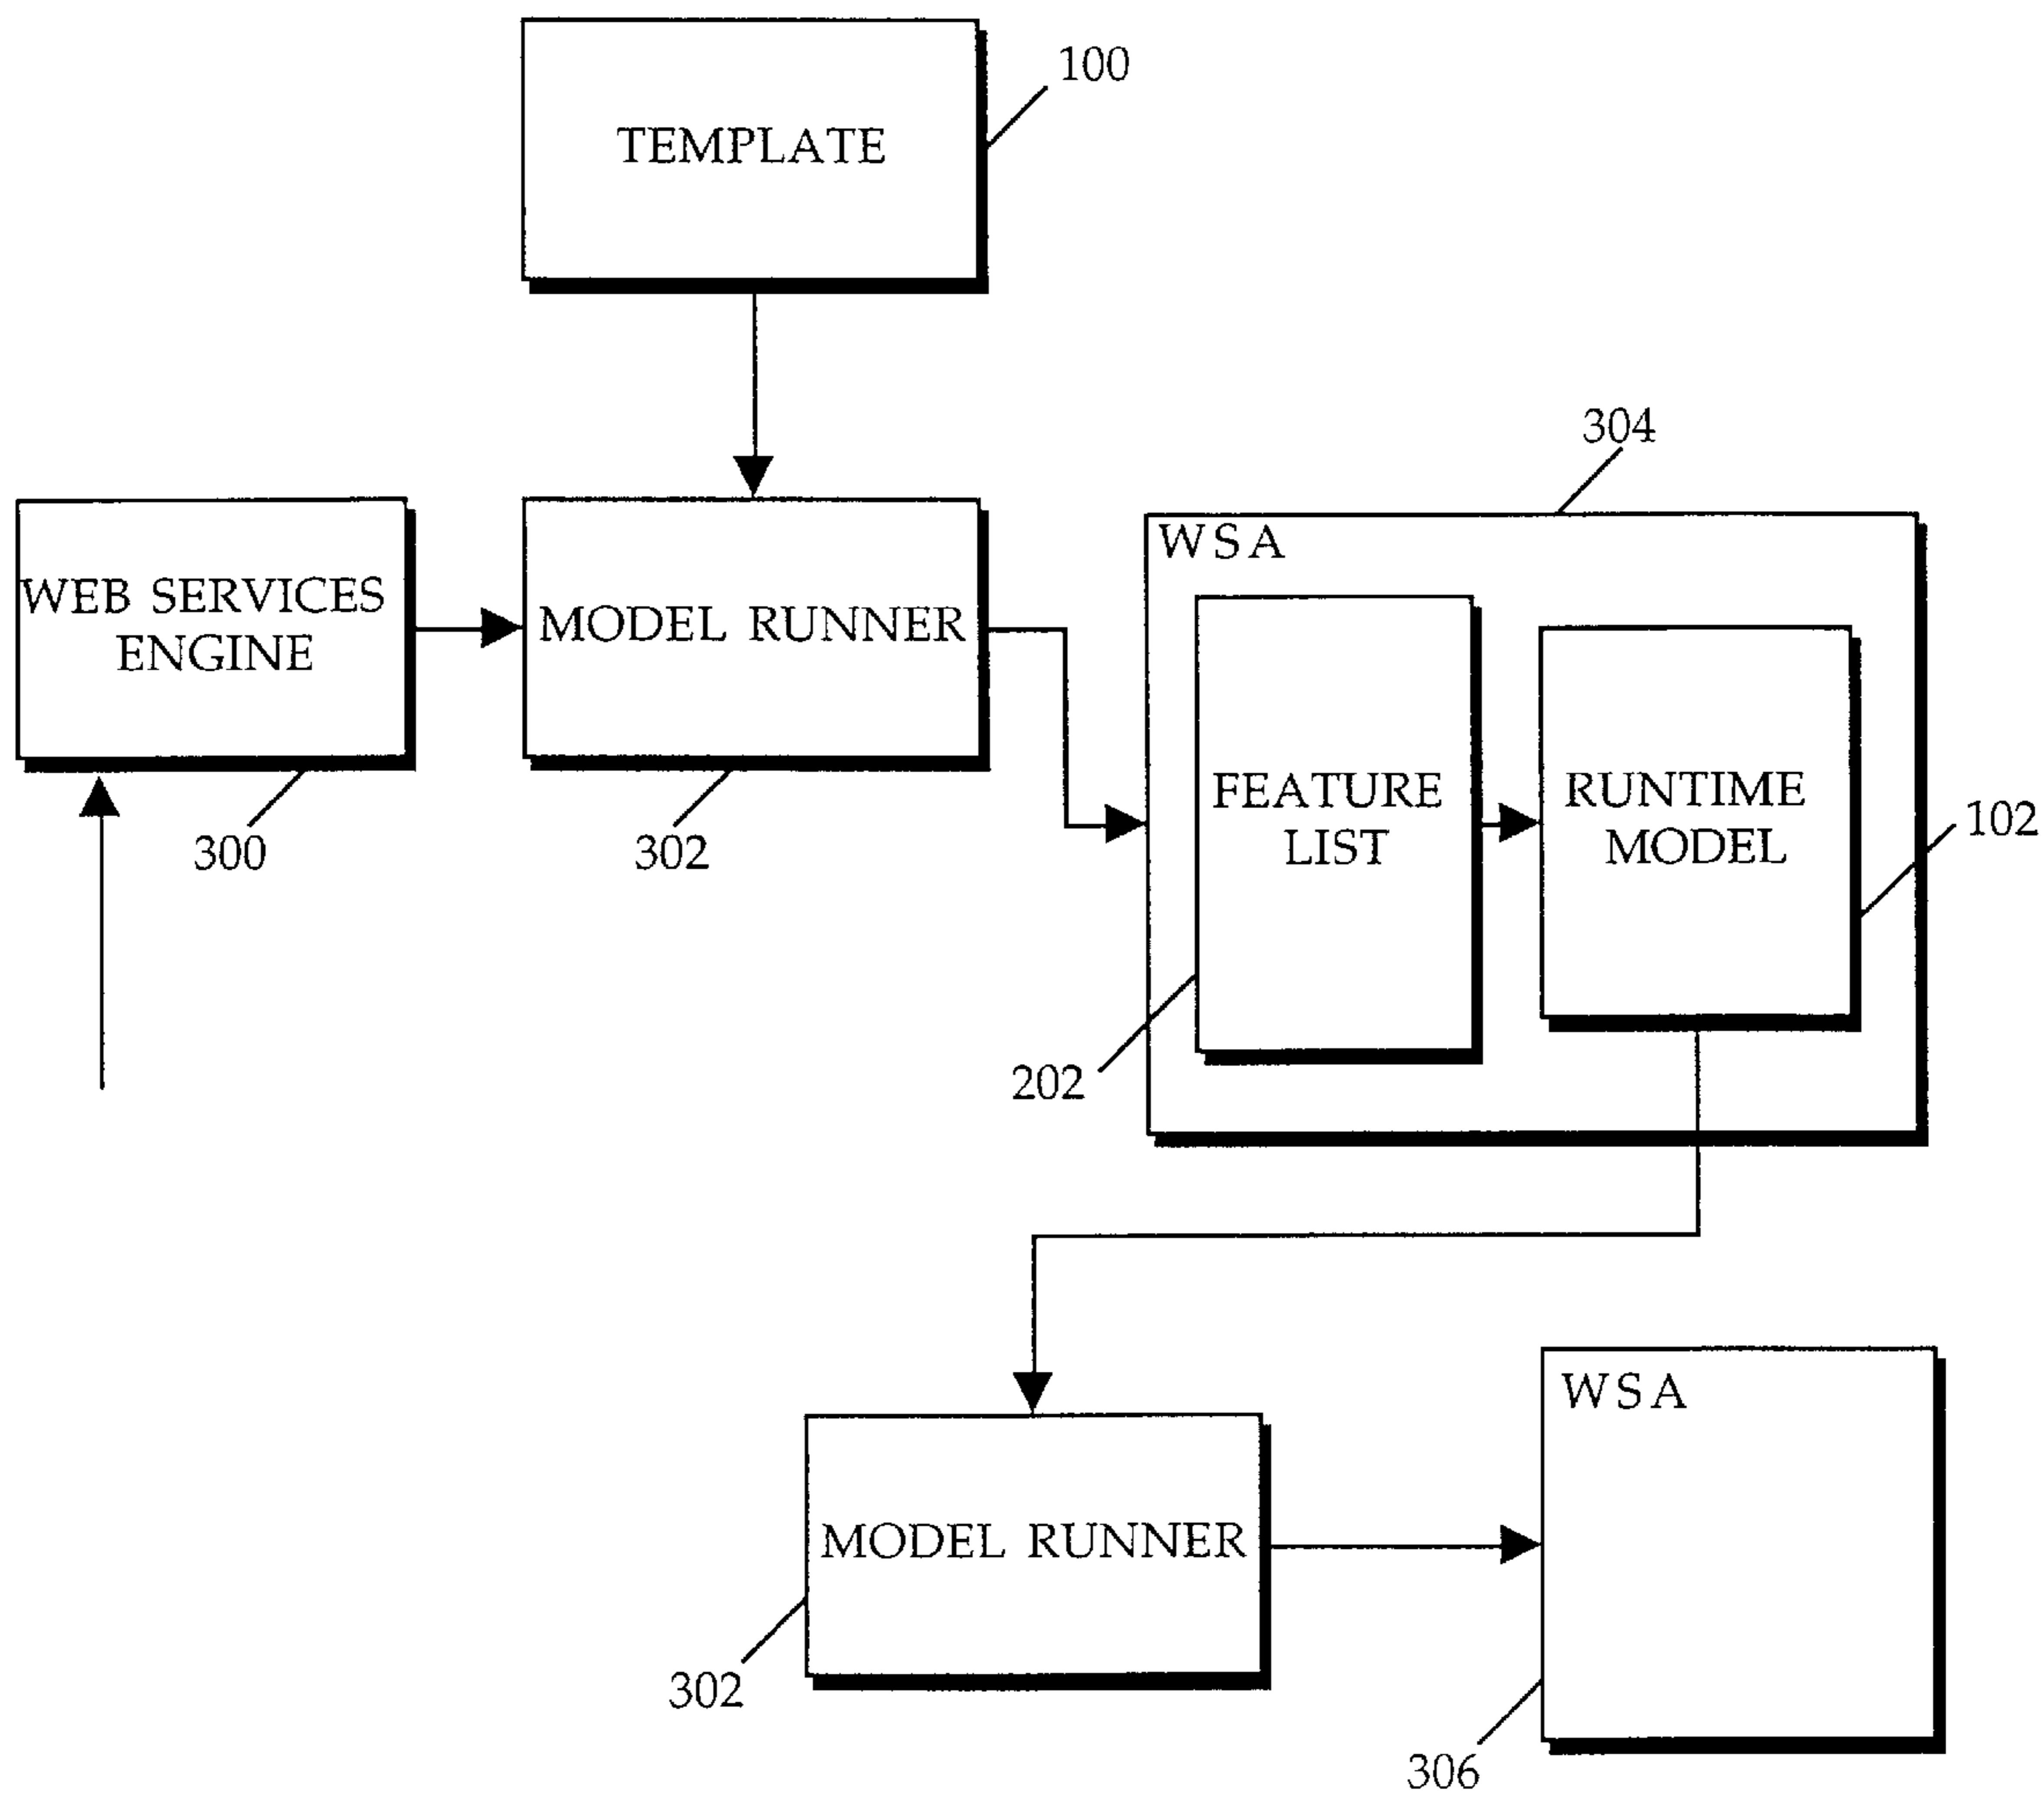 100
TEMPLATE
304
WSA
WEB SERVICES
ENGINE
MODEL RUNNER
FEATURE
LIST
RUNTIME
MODEL
102
300
302
202
WSA
MODEL RUNNER
302
306